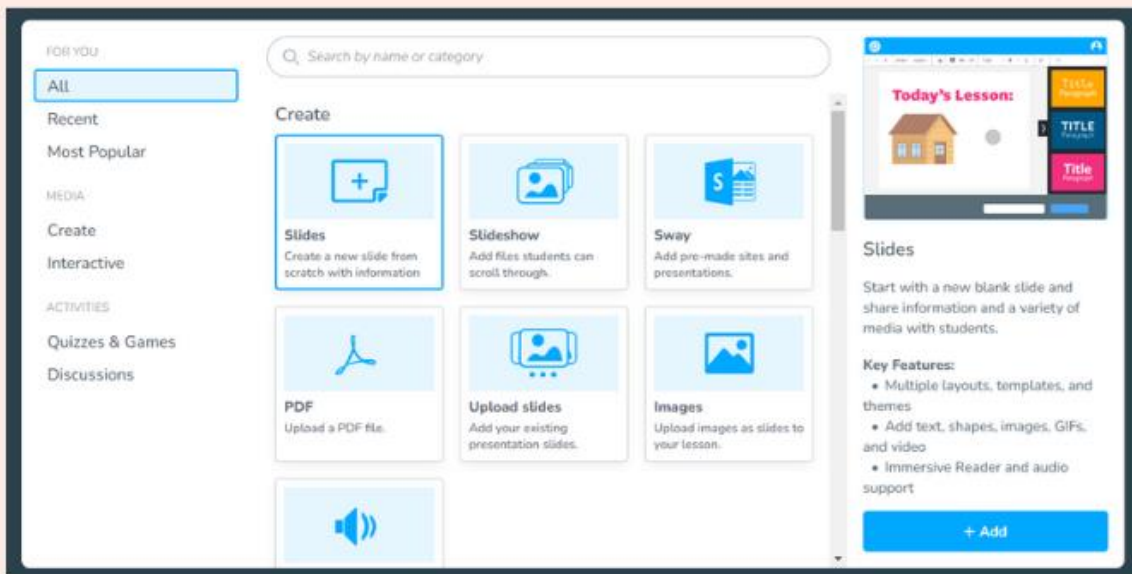 FOR YOU
All
Recent
Most Popular
MEDIA
Create
Interactive
ACTIVITIES
Quizzes & Games
Discussions
Search by name or category
Create
Slides
Create a new slide from
scratch with information
Slideshow
Add files students can
scroll through.
S
Sway
Add pre-made sites and
presentations.
PDF
Upload a PDF file.
Upload slides
Add your existing
presentation slides.
Images
Upload images as slides to
your lesson.
Today's Lesson:
Title
Paragraph
TITLE
Paragraph
Title
Paragraph
Slides
Start with a new blank slide and
share information and a variety of
media with students.
Key Features:
• Multiple layouts, templates, and
themes
• Add text, shapes, images, GIFs,
and video
• Immersive Reader and audio
support
+ Add